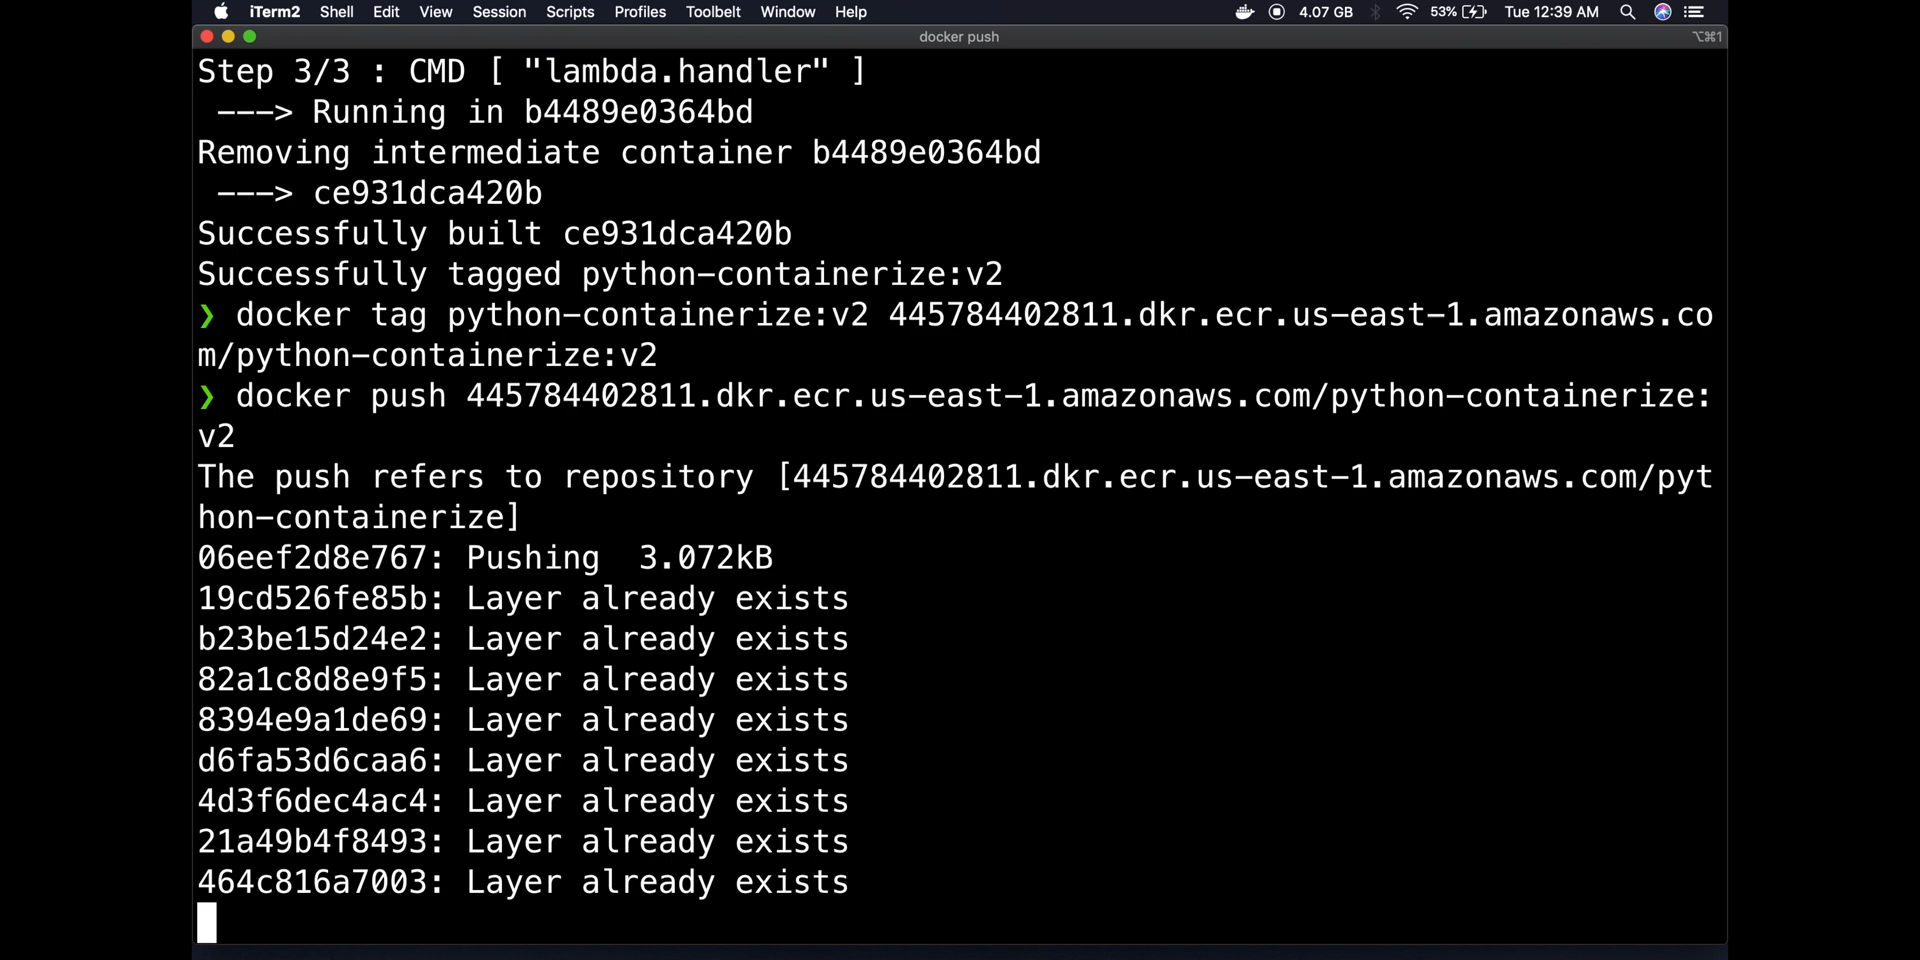 iTerm2 Shell Edit View Session Scripts Profiles Toolbelt Window Help 4.07 GB 53% Tue 12:39 AM
docker push ⌥⌘1
Step 3/3 : CMD [ "lambda.handler" ]
---> Running in b4489e0364bd
Removing intermediate container b4489e0364bd
---> ce931dca420b
Successfully built ce931dca420b
Successfully tagged python-containerize:v2
❯ docker tag python-containerize:v2 445784402811.dkr.ecr.us-east-1.amazonaws.co
m/python-containerize:v2
❯ docker push 445784402811.dkr.ecr.us-east-1.amazonaws.com/python-containerize:
v2
The push refers to repository [445784402811.dkr.ecr.us-east-1.amazonaws.com/pyt
hon-containerize]
06eef2d8e767: Pushing 3.072kB
19cd526fe85b: Layer already exists
b23be15d24e2: Layer already exists
82a1c8d8e9f5: Layer already exists
8394e9a1de69: Layer already exists
d6fa53d6caa6: Layer already exists
4d3f6dec4ac4: Layer already exists
21a49b4f8493: Layer already exists
464c816a7003: Layer already exists